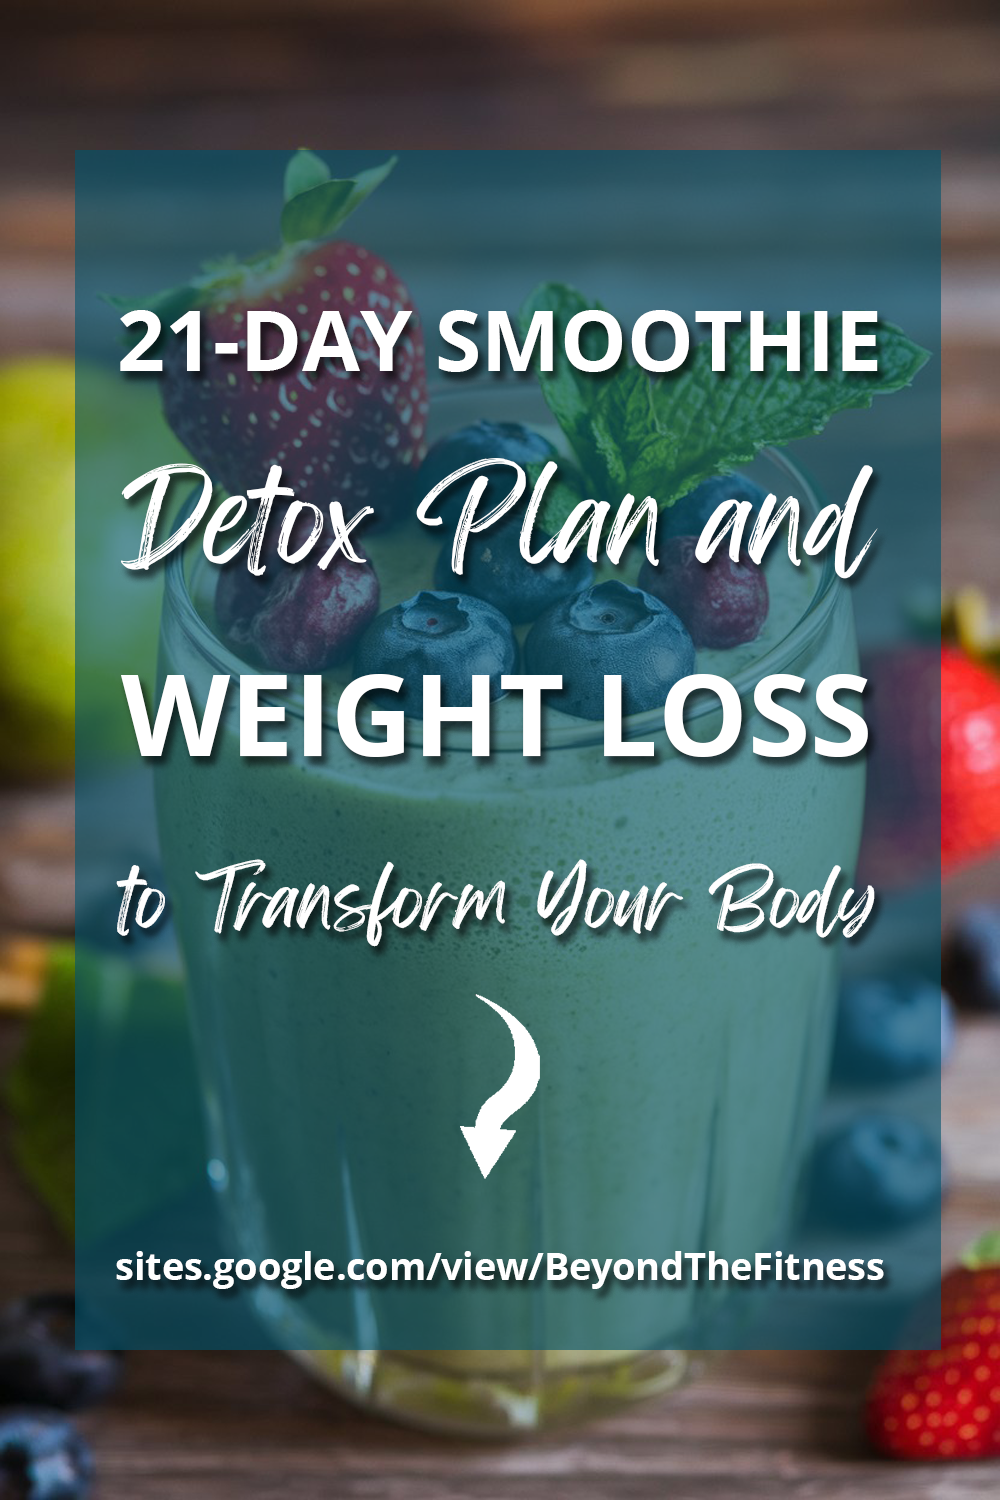 21-DAY SMOOTHIE
Detox Plan and
WEIGHT LOSS
to Transform Your Body
sites.google.com/view/BeyondTheFitness